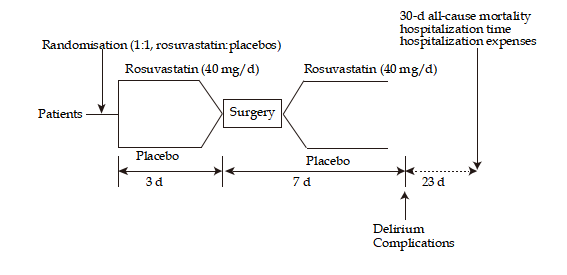 30-d all-cause mortality
hospitalization time
hospitalization expenses
Randomisation (1:1, rosuvastatin:placebos)
Rosuvastatin (40 mg/d)
Rosuvastatin (40 mg/d)
Patients
Surgery
Placebo
Placebo
3 d
7 d
23 d
Delirium
Complications